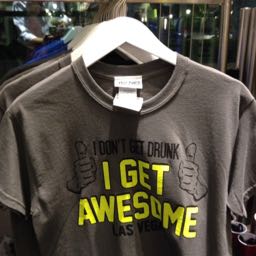 I DON'T GET DRUNK
I GET
AWESOME
LAS VEGAS